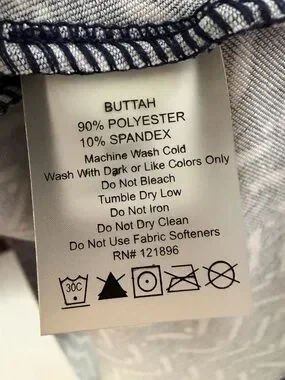 BUTTAH
90% POLYESTER
10% SPANDEX
Machine Wash Cold
Wash With Dark or Like Colors Only
Do Not Bleach
Tumble Dry Low
Do Not Iron
Do Not Dry Clean
Do Not Use Fabric Softeners
RN# 121896
30C